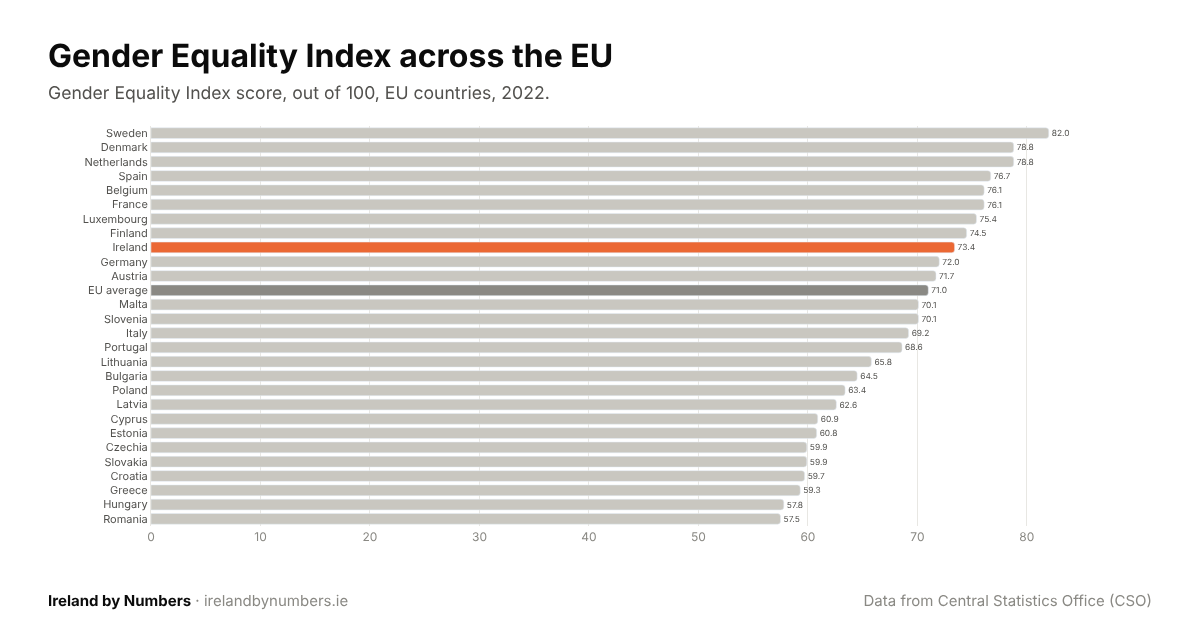 Gender Equality Index across the EU
Gender Equality Index score, out of 100, EU countries, 2022.
Sweden 82.0
Denmark 78.8
Netherlands 78.8
Spain 76.7
Belgium 76.1
France 76.1
Luxembourg 75.4
Finland 74.5
Ireland 73.4
Germany 72.0
Austria 71.7
EU average 71.0
Malta 70.1
Slovenia 70.1
Italy 69.2
Portugal 68.6
Lithuania 65.8
Bulgaria 64.5
Poland 63.4
Latvia 62.6
Cyprus 60.9
Estonia 60.8
Czechia 59.9
Slovakia 59.9
Croatia 59.7
Greece 59.3
Hungary 57.8
Romania 57.5
0 10 20 30 40 50 60 70 80
Ireland by Numbers · irelandbynumbers.ie Data from Central Statistics Office (CSO)